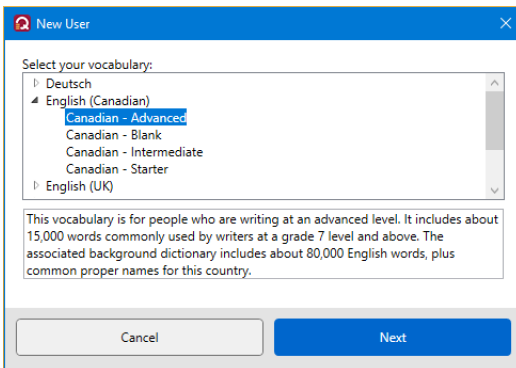 New User
Select your vocabulary:
Deutsch
English (Canadian)
Canadian - Advanced
Canadian - Blank
Canadian - Intermediate
Canadian - Starter
English (UK)
This vocabulary is for people who are writing at an advanced level. It includes about
15,000 words commonly used by writers at a grade 7 level and above. The
associated background dictionary includes about 80,000 English words, plus
common proper names for this country.
Cancel Next